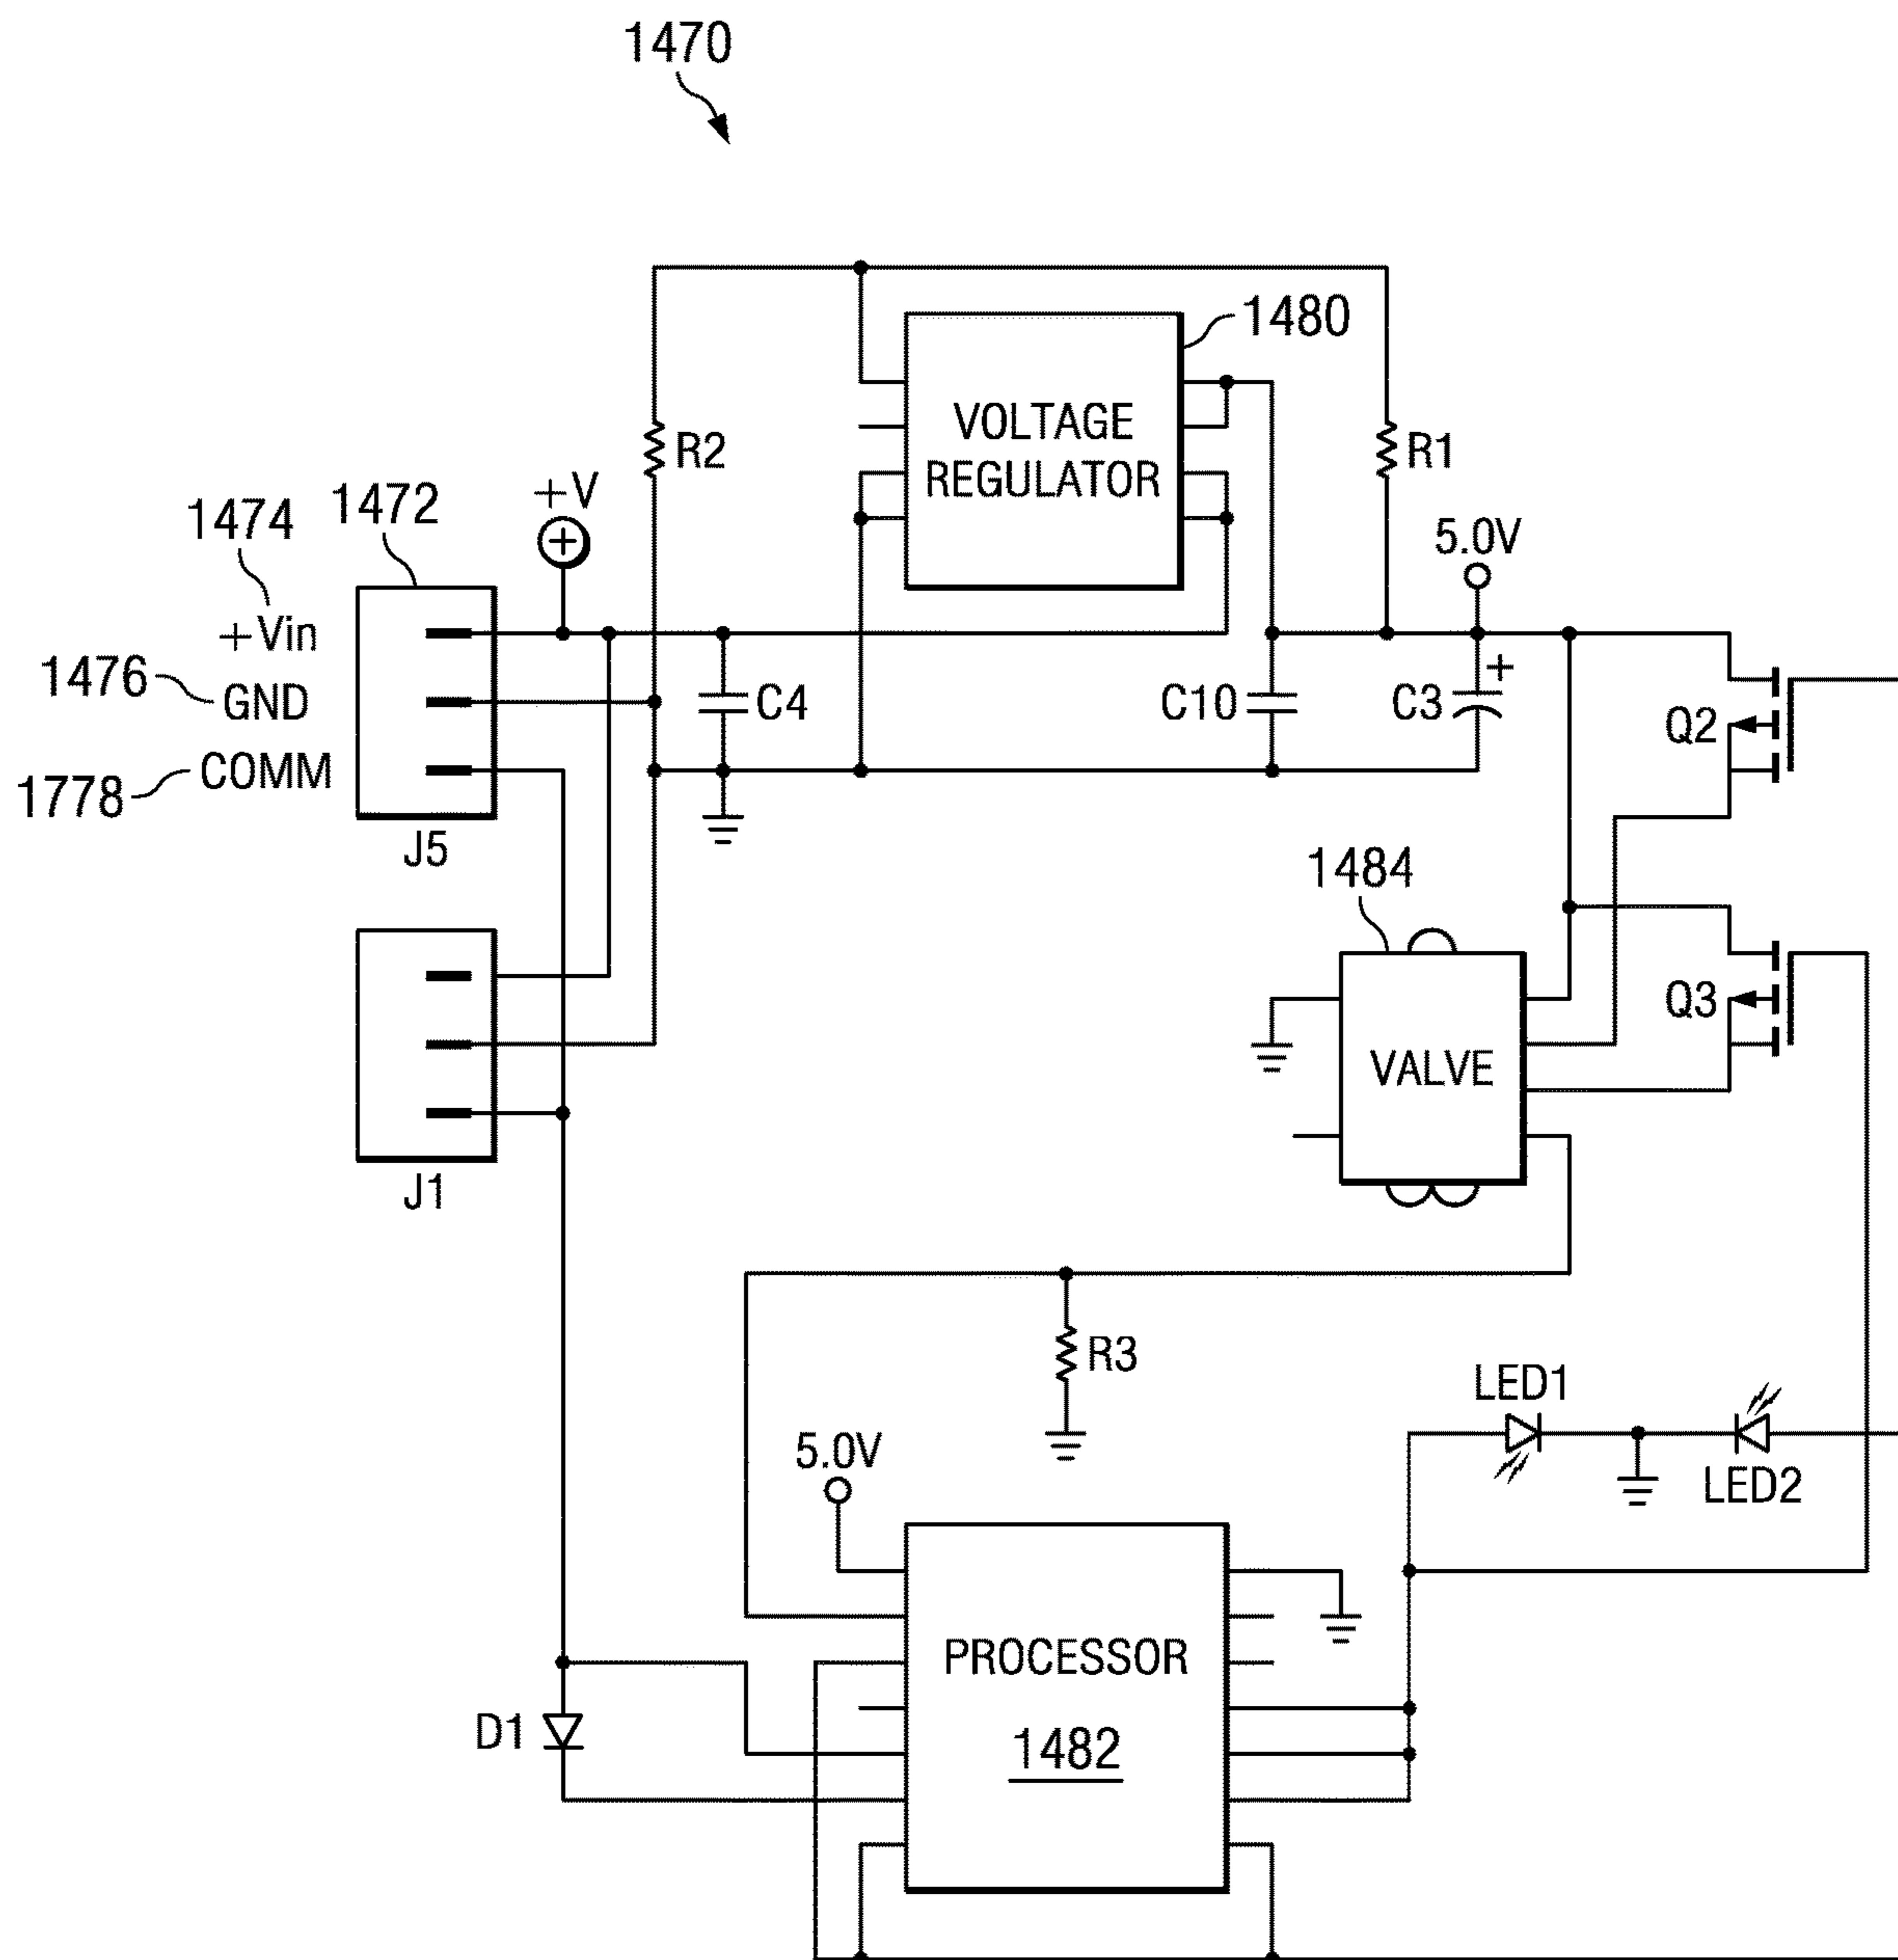 1470
1480
VOLTAGE
REGULATOR
R2
R1
+V
5.0V
1474
1472
+Vin
1476
GND
COMM
1778
J5
C4
C10
C3
+
Q2
1484
VALVE
Q3
J1
R3
LED1
LED2
5.0V
PROCESSOR
1482
D1